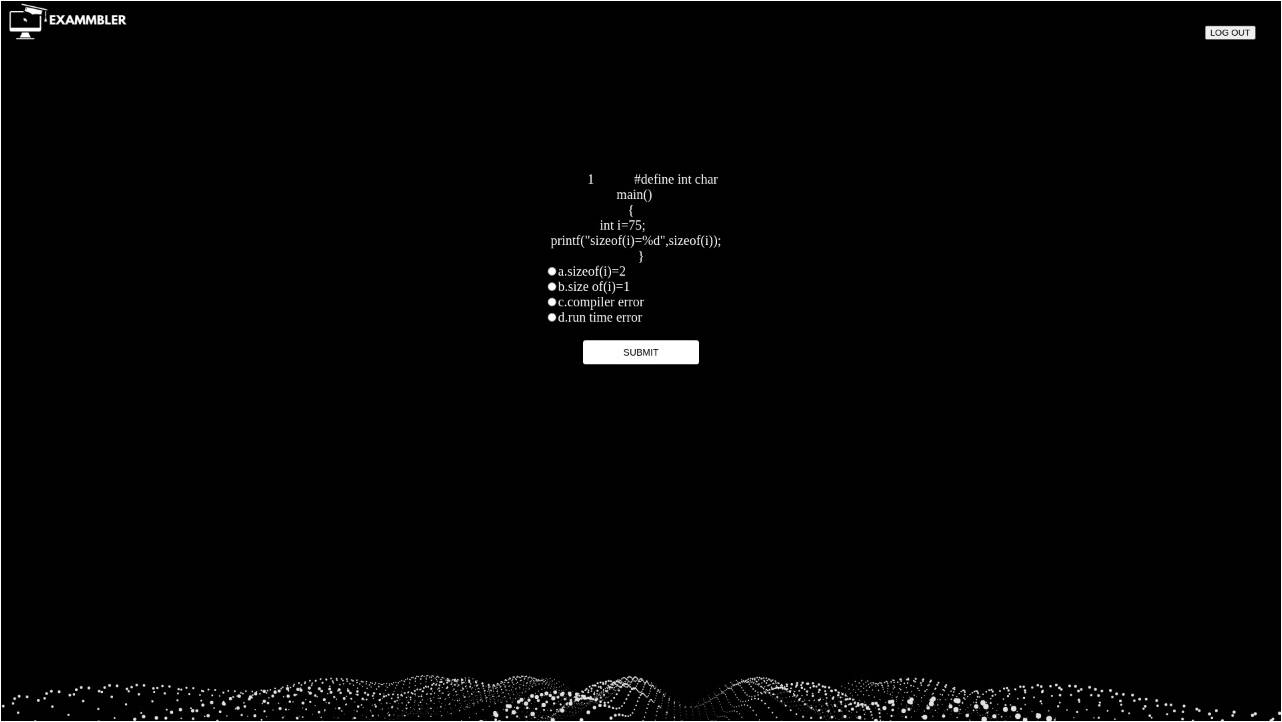 EXAMMBLER
LOG OUT
1 #define int char
main()
{
int i=75;
printf("sizeof(i)=%d",sizeof(i));
}
a.sizeof(i)=2
b.size of(i)=1
c.compiler error
d.run time error
SUBMIT